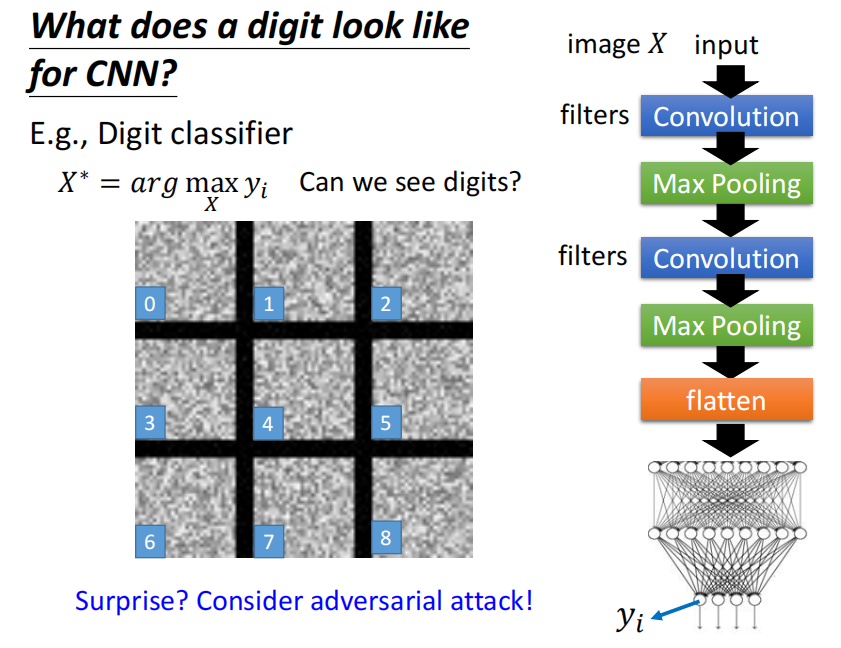 What does a digit look like
for CNN?
E.g., Digit classifier
X* = arg max y_i Can we see digits?
X
0
1
2
3
4
5
6
7
8
Surprise? Consider adversarial attack!
image X input
filters Convolution
Max Pooling
filters Convolution
Max Pooling
flatten
y_i